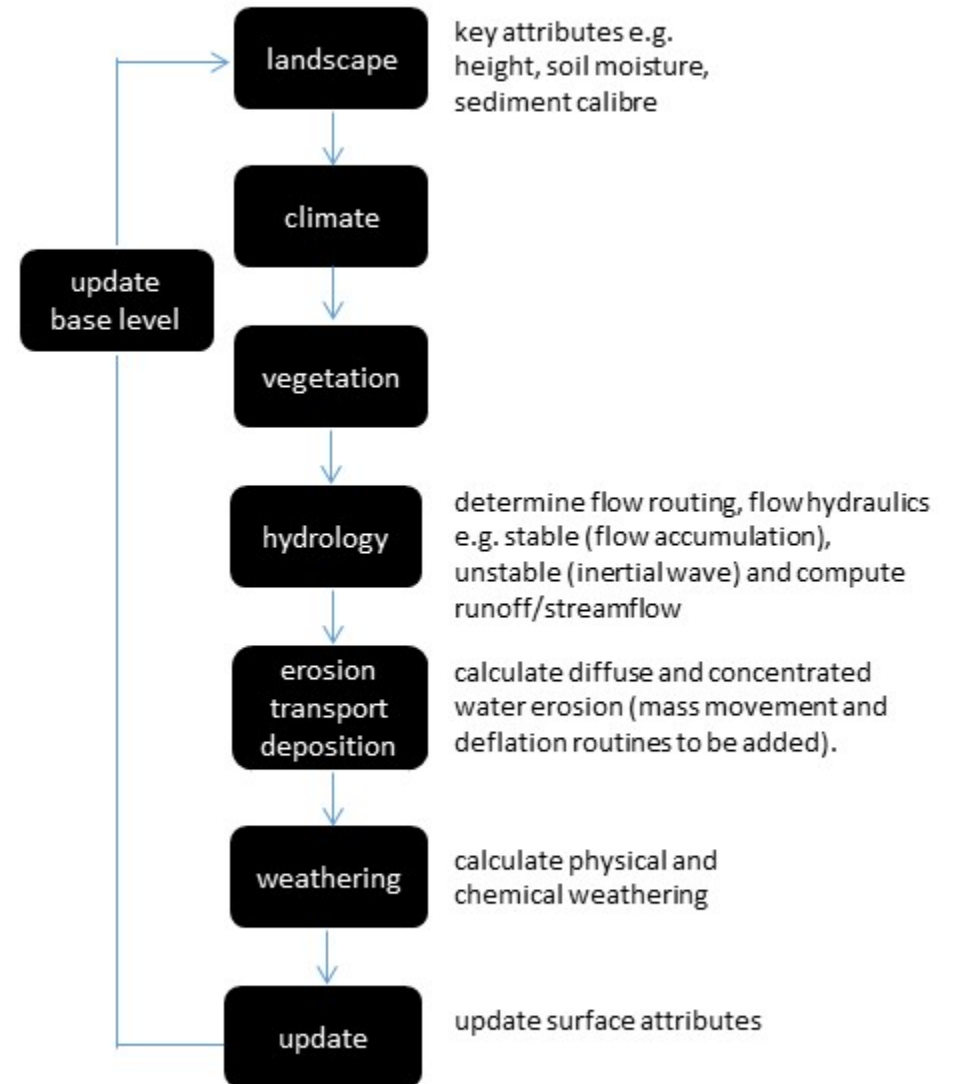 landscape
key attributes e.g.
height, soil moisture,
sediment calibre
climate
update
base level
vegetation
hydrology
determine flow routing, flow hydraulics
e.g. stable (flow accumulation),
unstable (inertial wave) and compute
runoff/streamflow
erosion
transport
deposition
calculate diffuse and concentrated
water erosion (mass movement and
deflation routines to be added).
weathering
calculate physical and
chemical weathering
update
update surface attributes